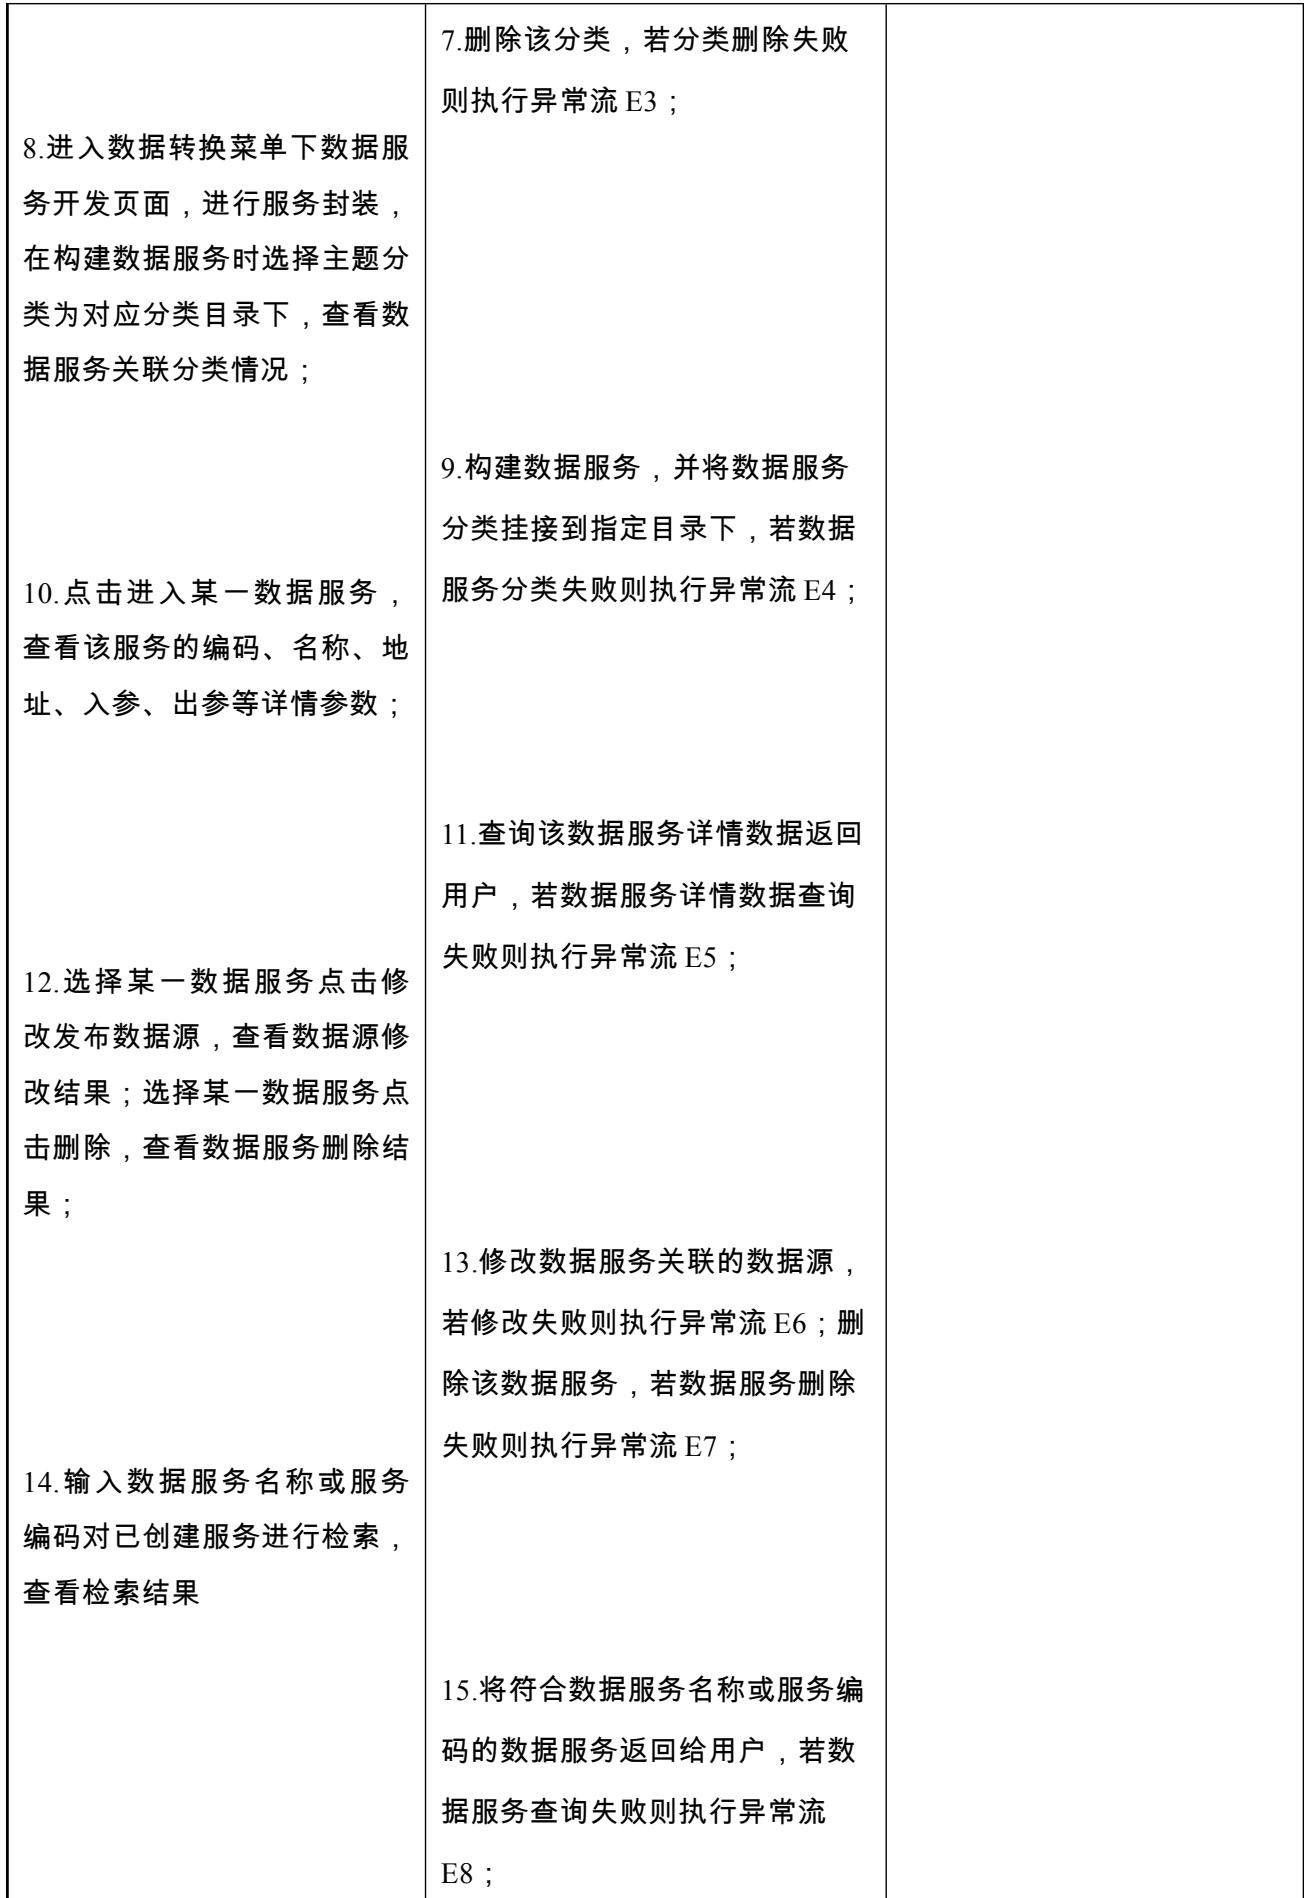 7.删除该分类，若分类删除失败
则执行异常流 E3；
8.进入数据转换菜单下数据服
务开发页面，进行服务封装，
在构建数据服务时选择主题分
类为对应分类目录下，查看数
据服务关联分类情况；
9.构建数据服务，并将数据服务
分类挂接到指定目录下，若数据
服务分类失败则执行异常流 E4；
10.点击进入某一数据服务，
查看该服务的编码、名称、地
址、入参、出参等详情参数；
11.查询该数据服务详情数据返回
用户，若数据服务详情数据查询
失败则执行异常流 E5；
12.选择某一数据服务点击修
改发布数据源，查看数据源修
改结果；选择某一数据服务点
击删除，查看数据服务删除结
果；
13.修改数据服务关联的数据源，
若修改失败则执行异常流 E6；删
除该数据服务，若数据服务删除
失败则执行异常流 E7；
14.输入数据服务名称或服务
编码对已创建服务进行检索，
查看检索结果
15.将符合数据服务名称或服务编
码的数据服务返回给用户，若数
据服务查询失败则执行异常流
E8；